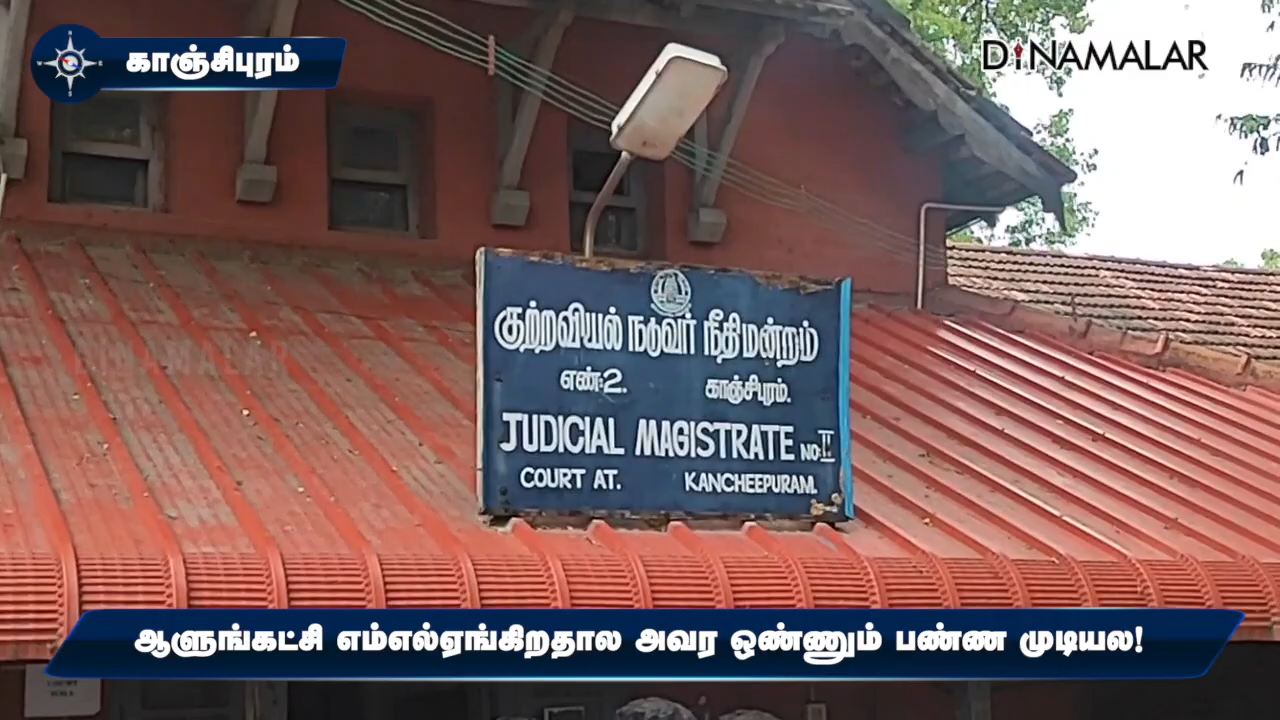 காஞ்சிபுரம்
DINAMALAR
குற்றவியல் நடுவர் நீதிமன்றம்
எண்:2. காஞ்சிபுரம்.
JUDICIAL MAGISTRATE NO:II
COURT AT. KANCHEEPURAM.
DINAMALAR
ஆளுங்கட்சி எம்எல்ஏங்கிறதால அவர ஒண்ணும் பண்ண முடியல!